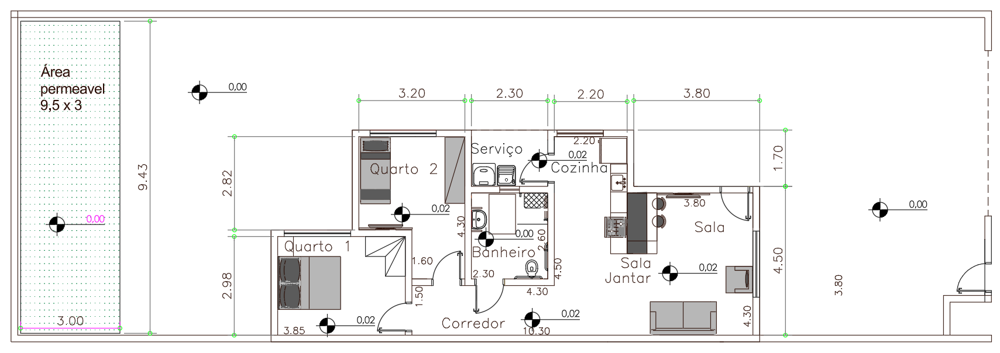 Área
permeavel
9,5 x 3
0,00
3.00
9.43
0,00
3.20
2.30
2.20
3.80
2.82
2.98
Quarto 2
0,02
4.30
1.60
Quarto 1
3.85
0,02
1.50
Serviço
0,02
2.20
Cozinha
0,00
Banheiro
2.60
2.30
4.50
4.30
Corredor
0,02
10.30
3.80
Sala
Sala
Jantar
0,02
4.30
1.70
4.50
3.80
0,00